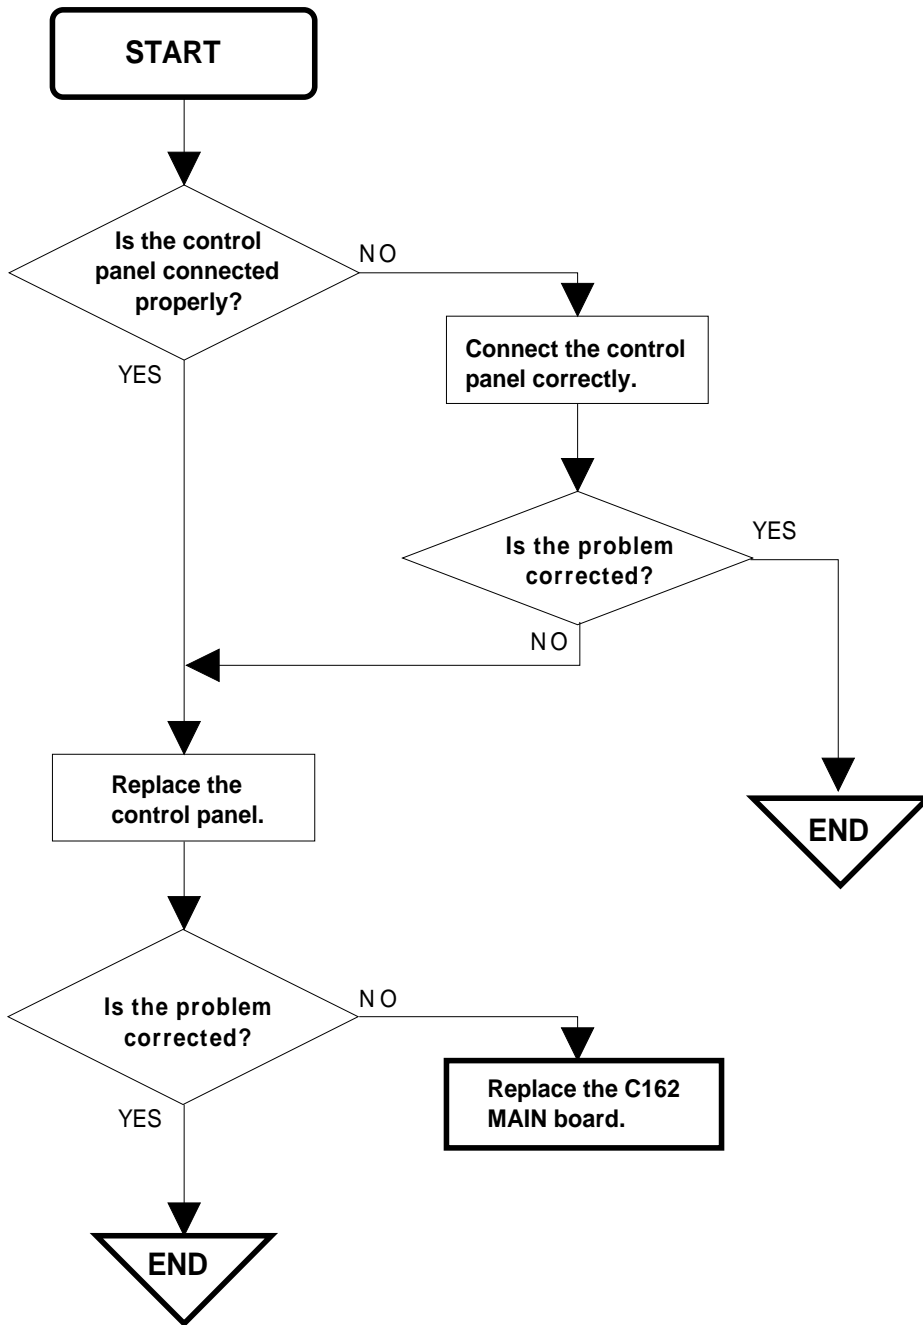 START
Is the control
panel connected
properly?
NO
YES
Connect the control
panel correctly.
Is the problem
corrected?
YES
NO
Replace the
control panel.
END
Is the problem
corrected?
NO
YES
Replace the C162
MAIN board.
END